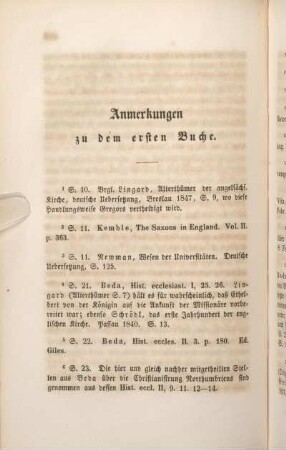 Anmerkungen
zu dem ersten Buche.
¹ S. 10. Vrgl. Lingard, Alterthümer der angelsächs.
Kirche, deutsche Uebersetzung, Breslau 1847, S. 9, wo diese
Handlungsweise Gregors vertheidigt wird.
² S. 11. Kemble, The Saxons in England. Vol. II.
p. 363.
³ S. 11. Newman, Wesen der Universitäten. Deutsche
Uebersetzung, S. 125.
⁴ S. 21. Beda, Hist. ecclesiast. I, 25. 26. Lin-
gard (Alterthümer S. 7) hält es für wahrscheinlich, daß Ethel-
bert von der Königin auf die Ankunft der Missionäre vorbe-
reitet war; ebenso Schrödl, das erste Jahrhundert der eng-
lischen Kirche. Passau 1840. S. 13.
⁵ S. 22. Beda, Hist. eccles. II. 3. p. 180. Ed.
Giles.
⁶ S. 23. Die hier und gleich nachher mitgetheilten Stel-
len aus Beda über die Christianisirung Northumbriens sind
genommen aus dessen Hist. eccl. II, 9. 11. 12—14.